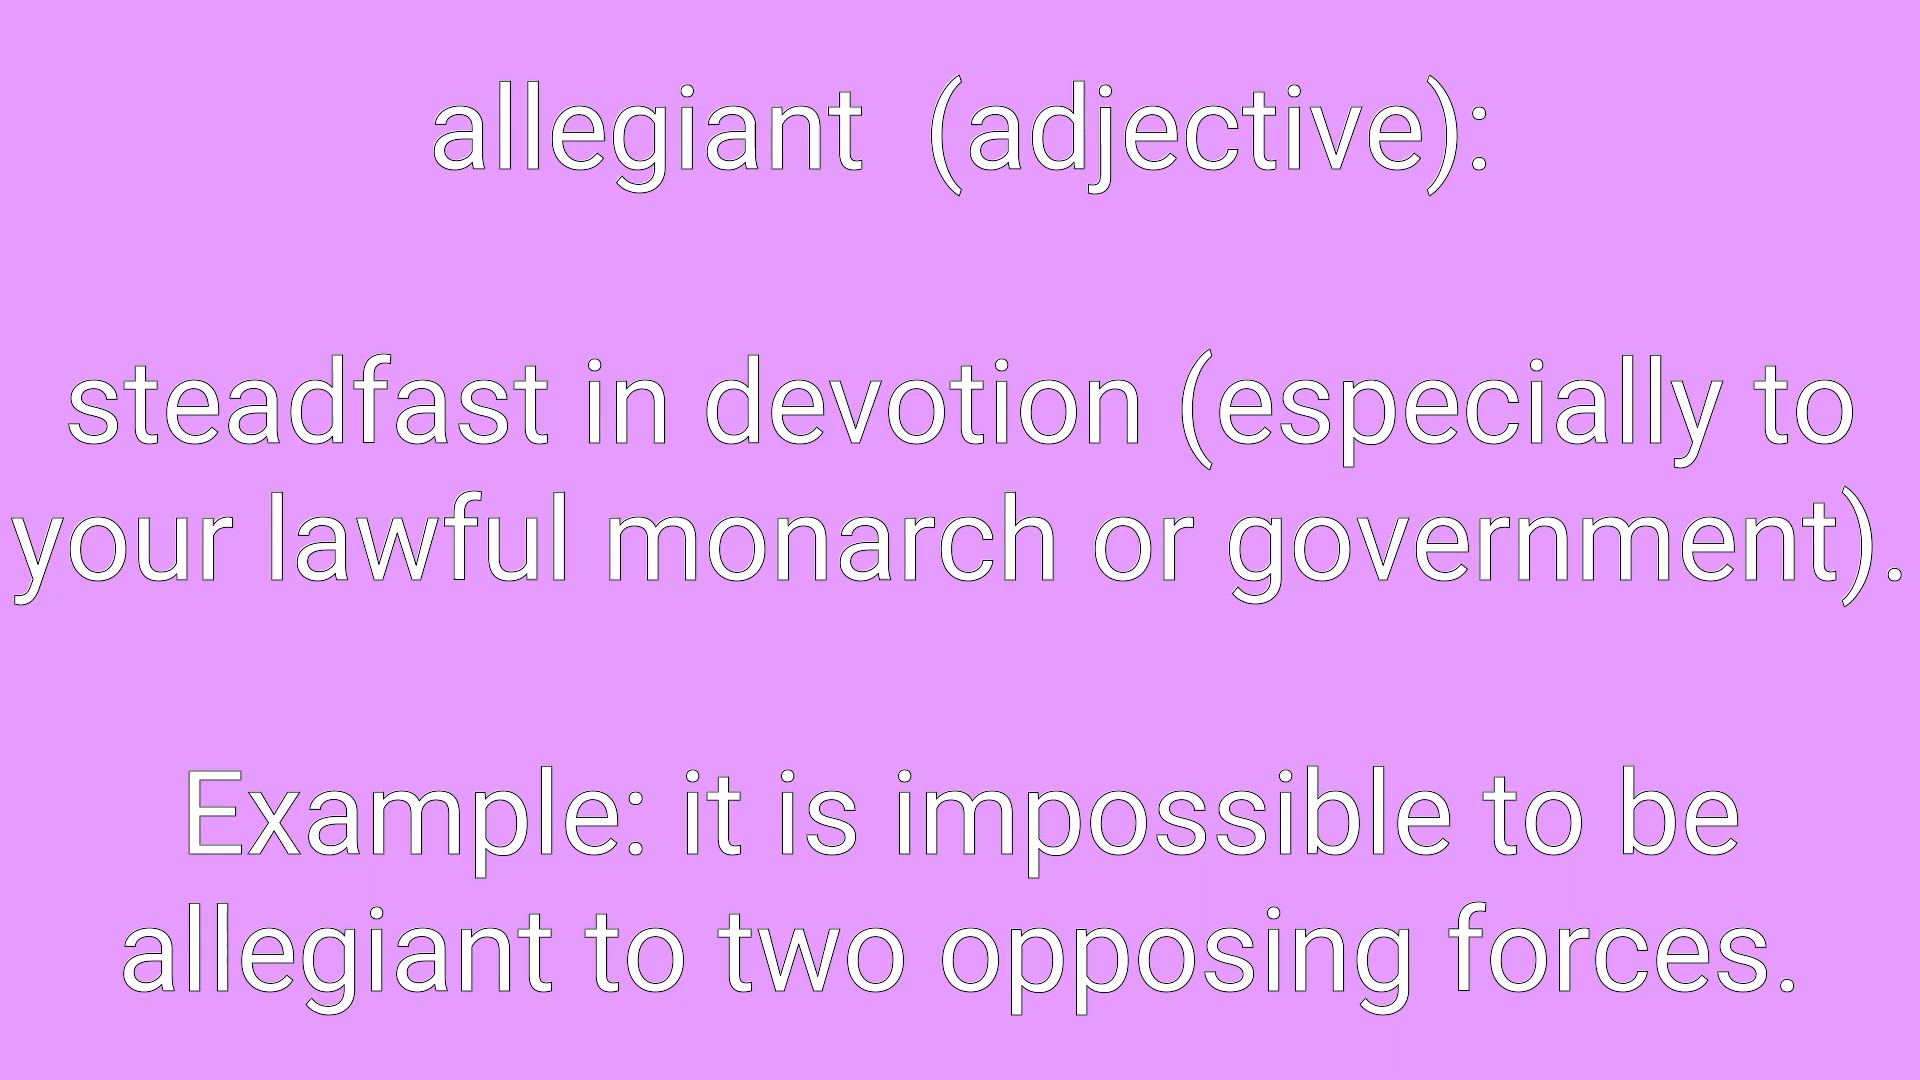 allegiant  (adjective):
steadfast in devotion (especially to
your lawful monarch or government).
Example: it is impossible to be
allegiant to two opposing forces.